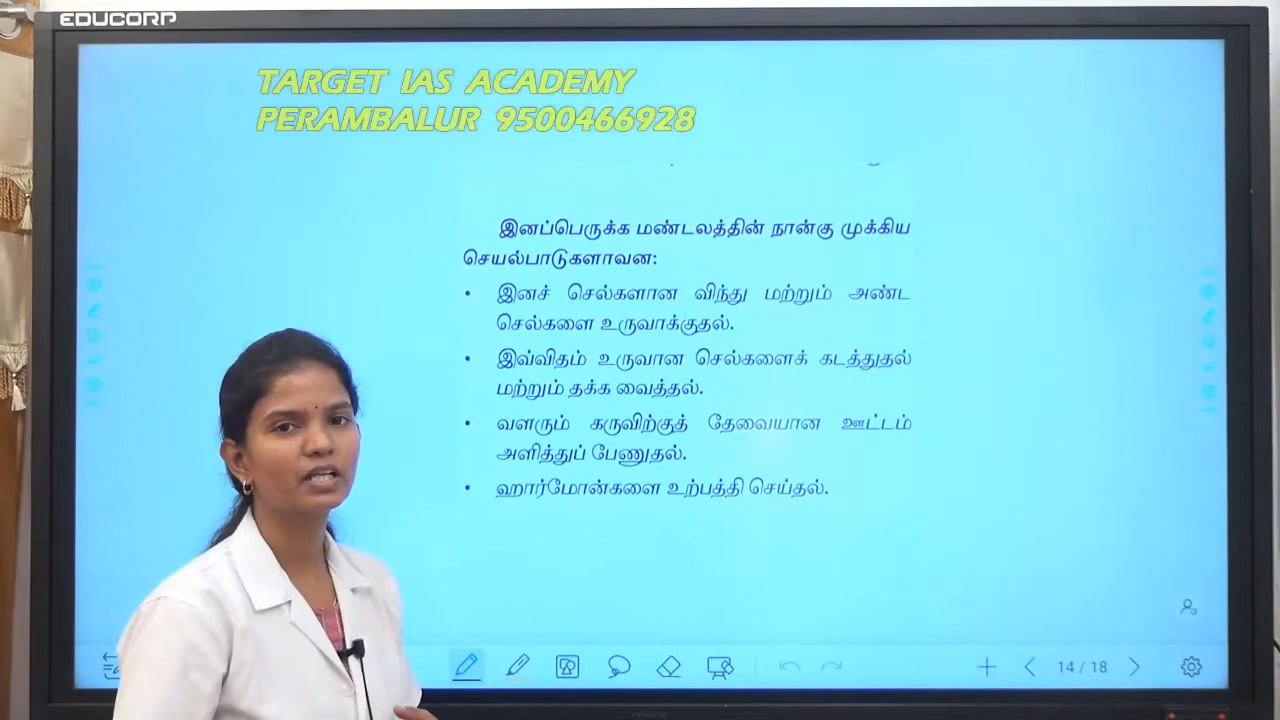 EDUCORP
TARGET IAS ACADEMY
PERAMBALUR 9500466928
இனப்பெருக்க மண்டலத்தின் நான்கு முக்கிய
செயல்பாடுகளாவன:
• இனச் செல்களான விந்து மற்றும் அண்ட
செல்களை உருவாக்குதல்.
• இவ்விதம் உருவான செல்களைக் கடத்துதல்
மற்றும் தக்க வைத்தல்.
• வளரும் கருவிற்குத் தேவையான ஊட்டம்
அளித்துப் பேணுதல்.
• ஹார்மோன்களை உற்பத்தி செய்தல்.
14 / 18